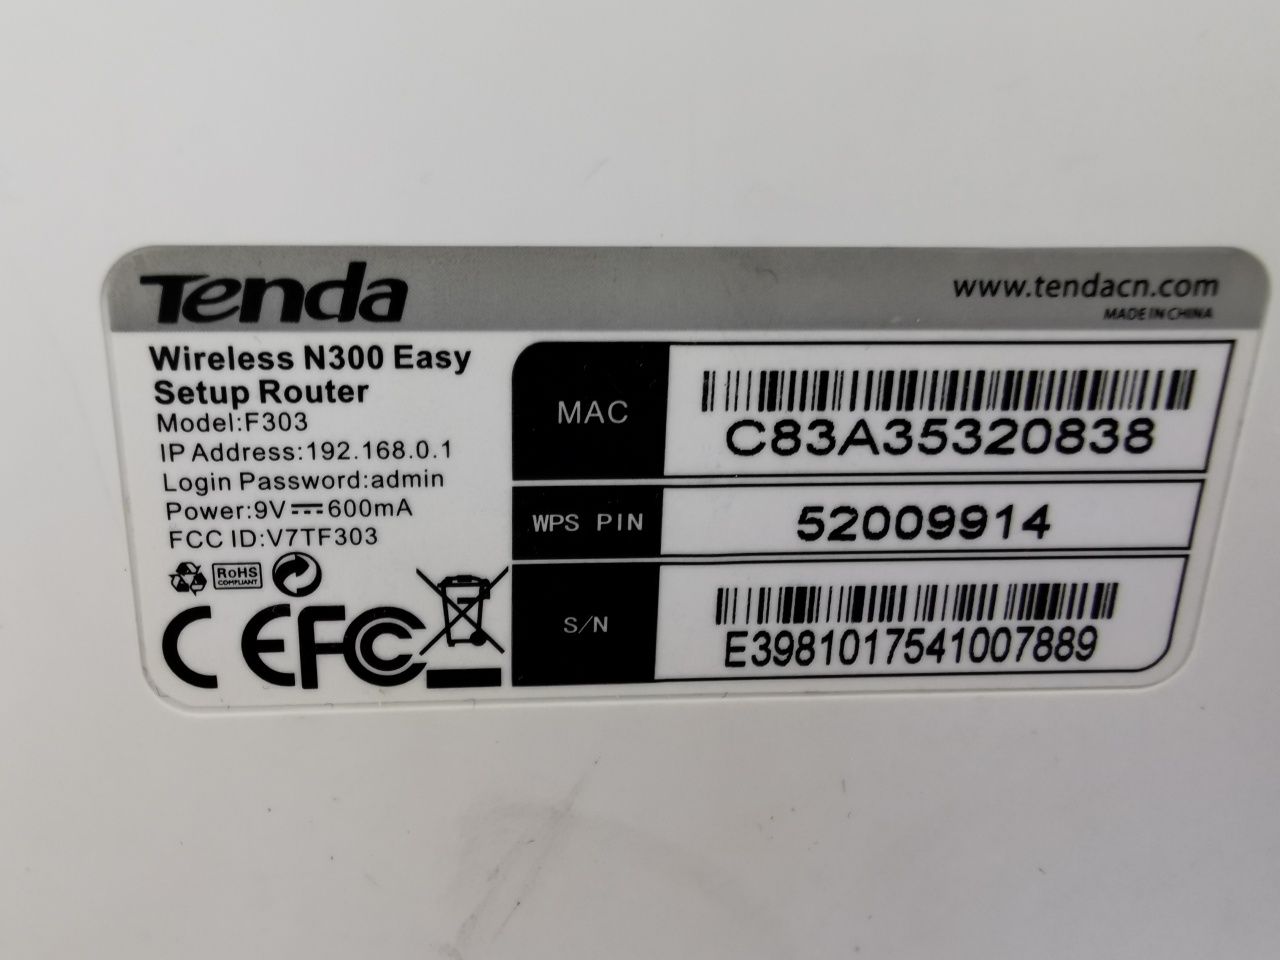 Tenda
www.tendacn.com
MADE IN CHINA
Wireless N300 Easy
Setup Router
Model:F303
IP Address:192.168.0.1
Login Password:admin
Power:9V⎓600mA
FCC ID:V7TF303
RoHS
COMPLIANT
CE FC
MAC
C83A35320838
WPS PIN
52009914
S/N
E3981017541007889